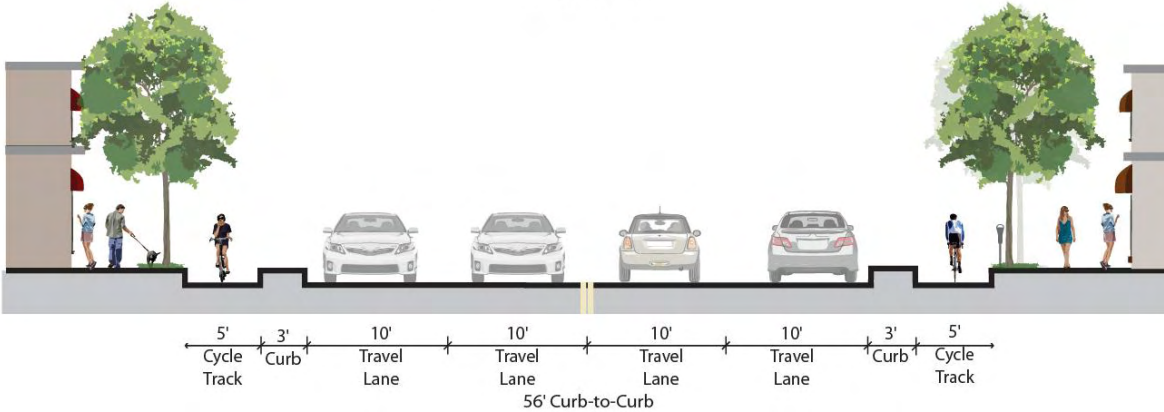 5' 3' 10' 10' 10' 10' 3' 5'
Cycle Curb Travel Travel Travel Travel Curb Cycle
Track Lane Lane Lane Lane Track
56' Curb-to-Curb